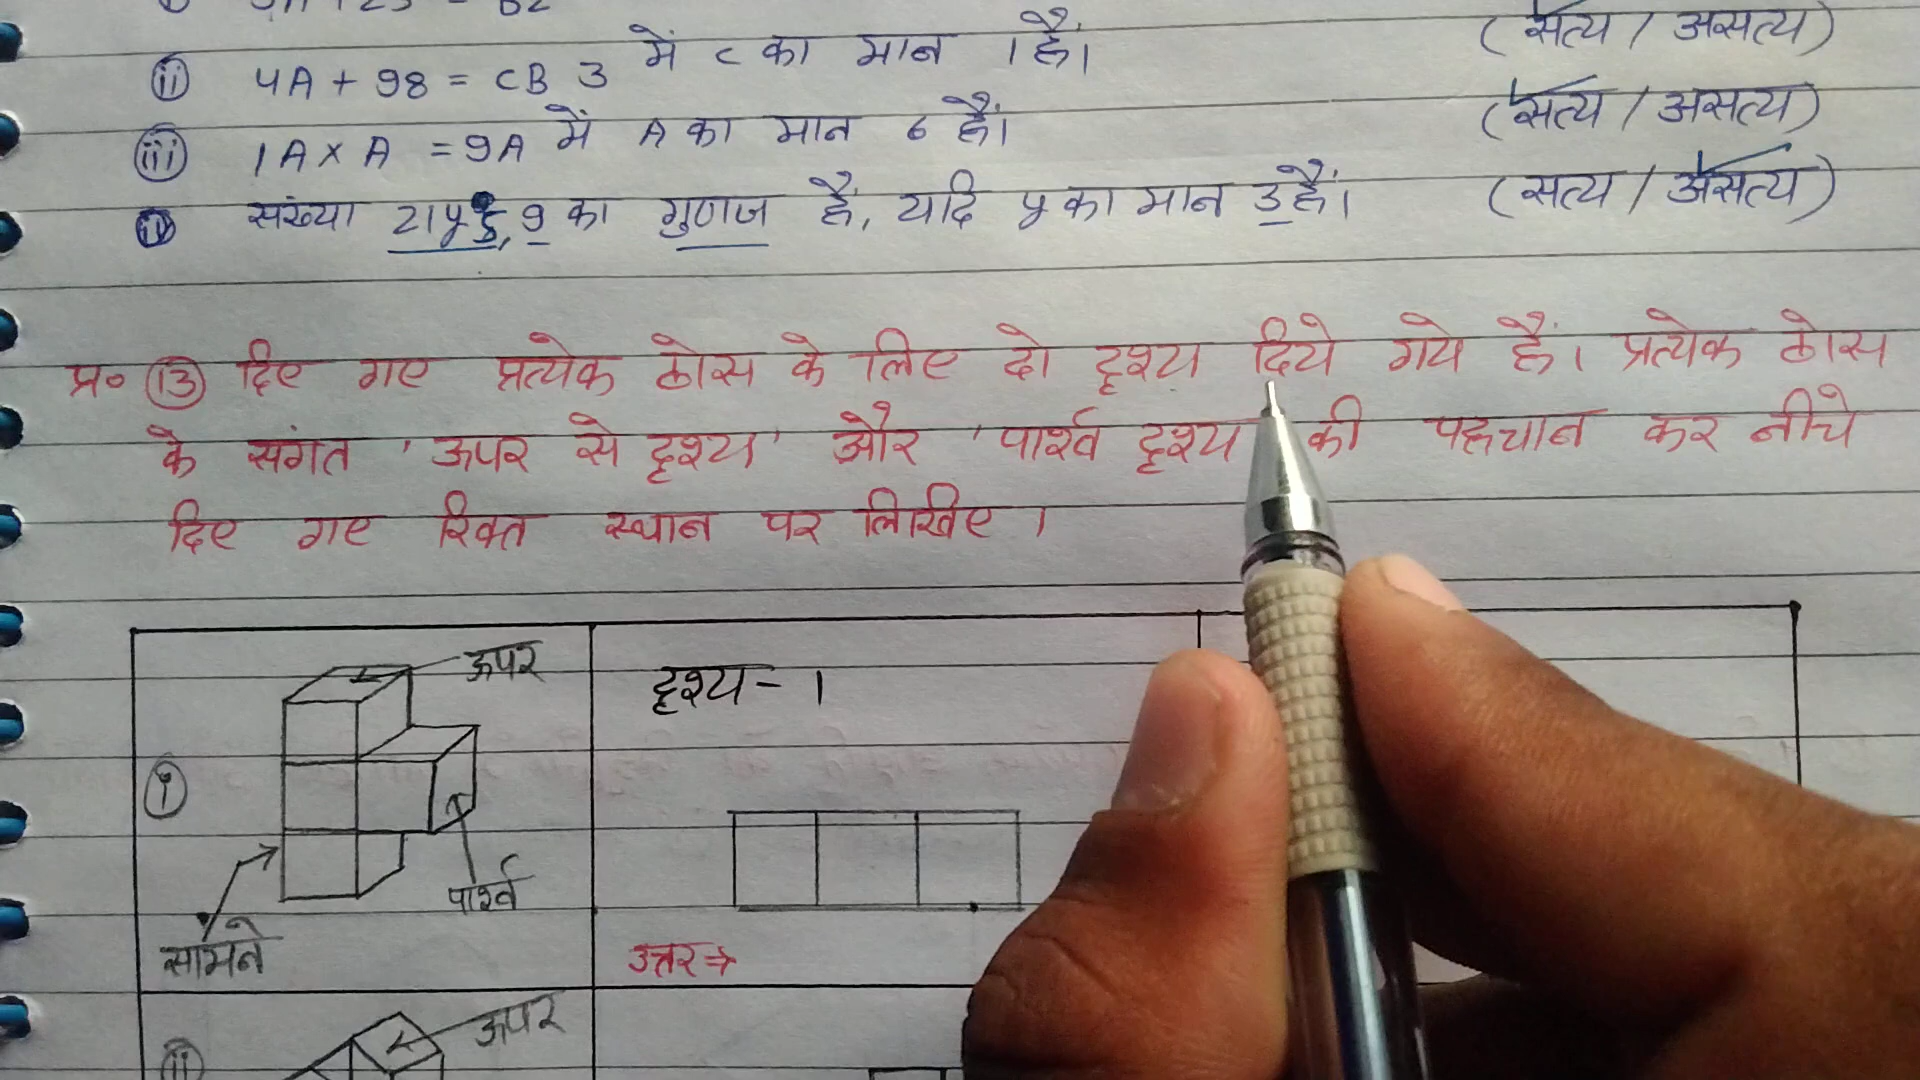 ii 4A + 98 = CB 3 में C का मान 1 है। (सत्य / असत्य)
iii 1A x A = 9A में A का मान 6 है। (सत्य / असत्य)
iv संख्या 21y5, 9 का गुणज है, यदि y का मान 3 है। (सत्य / असत्य)
प्र० 13 दिए गए प्रत्येक ठोस के लिए दो दृश्य दिये गये है। प्रत्येक ठोस
के संगत 'ऊपर से दृश्य' और 'पार्श्व दृश्य की पहचान कर नीचे
दिए गए रिक्त स्थान पर लिखिए।
ऊपर
दृश्य - 1
i
पार्श्व
सामने
उत्तर ⇒
ऊपर
ii